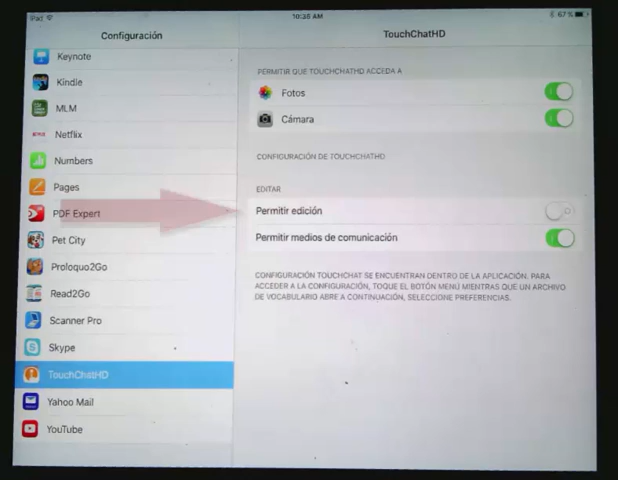 iPad
10:35 AM
67 %
Configuración
TouchChatHD
Keynote
Kindle
MLM
Netflix
Numbers
Pages
PDF Expert
Pet City
Proloquo2Go
Read2Go
Scanner Pro
Skype
TouchChatHD
Yahoo Mail
YouTube
PERMITIR QUE TOUCHCHATHD ACCEDA A
Fotos
Cámara
CONFIGURACIÓN DE TOUCHCHATHD
EDITAR
Permitir edición
Permitir medios de comunicación
CONFIGURACIÓN TOUCHCHAT SE ENCUENTRAN DENTRO DE LA APLICACIÓN. PARA
ACCEDER A LA CONFIGURACIÓN, TOQUE EL BOTÓN MENÚ MIENTRAS QUE UN ARCHIVO
DE VOCABULARIO ABRE A CONTINUACIÓN, SELECCIONE PREFERENCIAS.